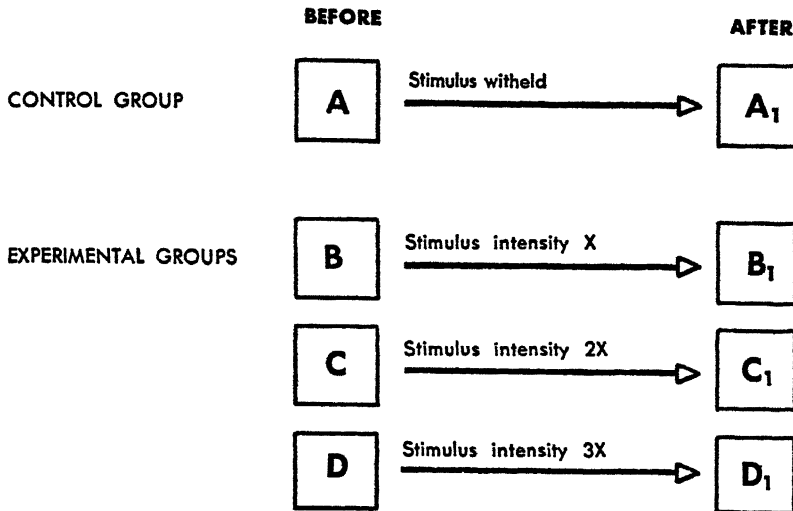 BEFORE
AFTER
CONTROL GROUP
A
Stimulus witheld
A1
EXPERIMENTAL GROUPS
B
Stimulus intensity X
B1
C
Stimulus intensity 2X
C1
D
Stimulus intensity 3X
D1